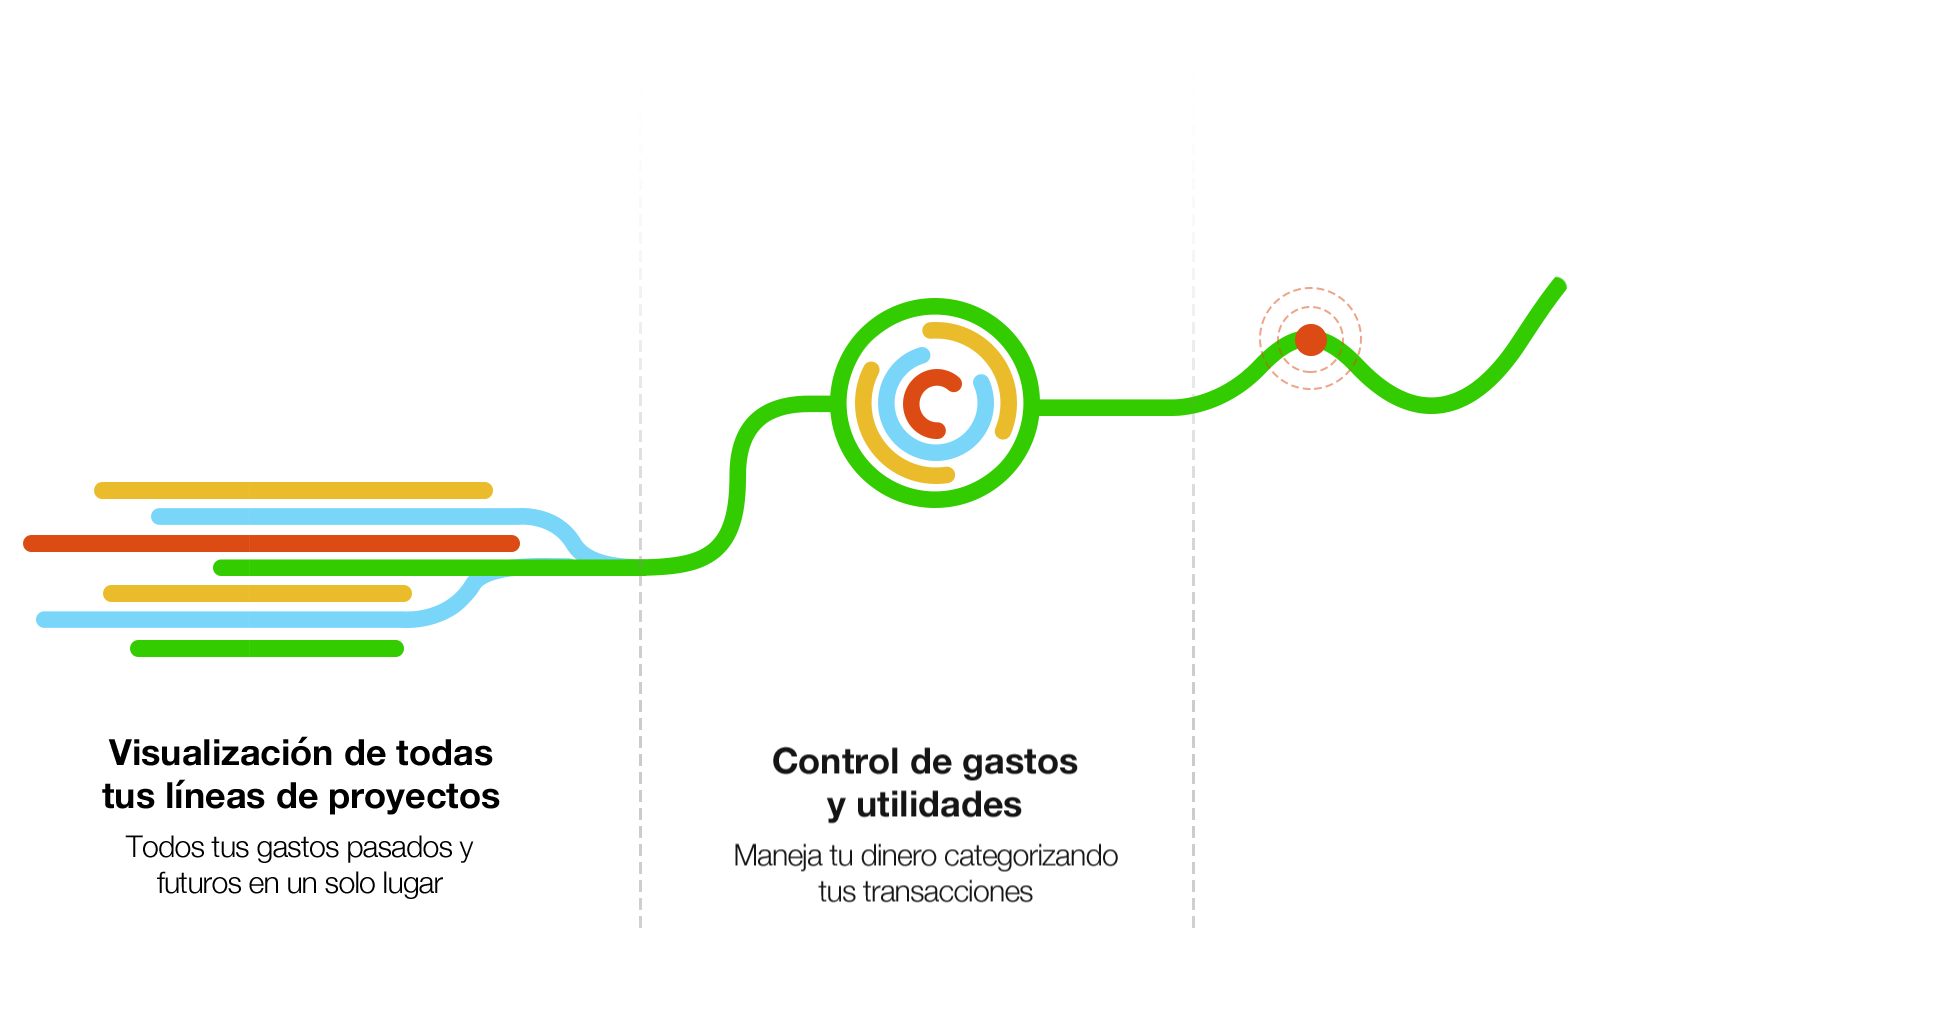 Visualización de todas
tus líneas de proyectos
Todos tus gastos pasados y
futuros en un solo lugar
Control de gastos
y utilidades
Maneja tu dinero categorizando
tus transacciones